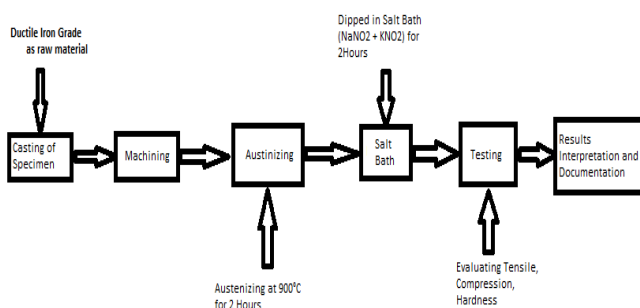 Ductile Iron Grade
as raw material
Dipped in Salt Bath
(NaNO2 + KNO2) for
2Hours
Casting of
Specimen
Machining
Austinizing
Salt
Bath
Testing
Results
Interpretation and
Documentation
Austenizing at 900°C
for 2 Hours
Evaluating Tensile,
Compression,
Hardness